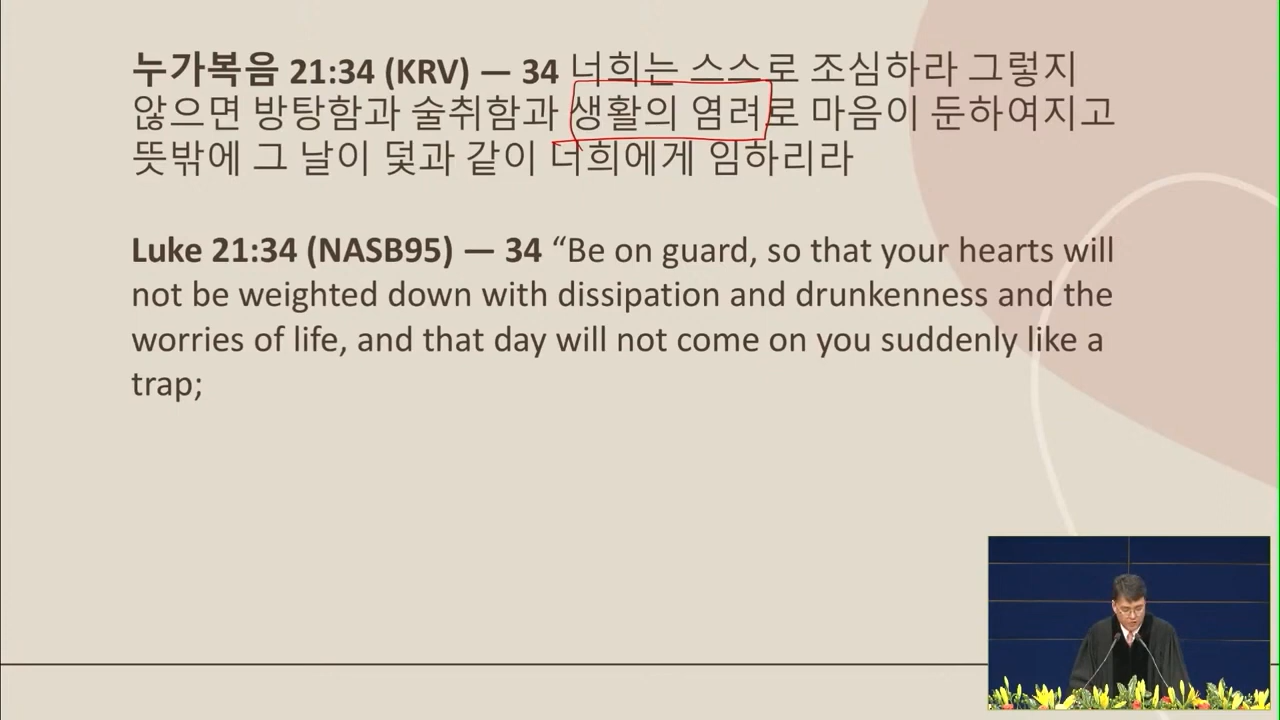 누가복음 21:34 (KRV) — 34 너희는 스스로 조심하라 그렇지
않으면 방탕함과 술취함과 생활의 염려로 마음이 둔하여지고
뜻밖에 그 날이 덫과 같이 너희에게 임하리라
Luke 21:34 (NASB95) — 34 “Be on guard, so that your hearts will
not be weighted down with dissipation and drunkenness and the
worries of life, and that day will not come on you suddenly like a
trap;